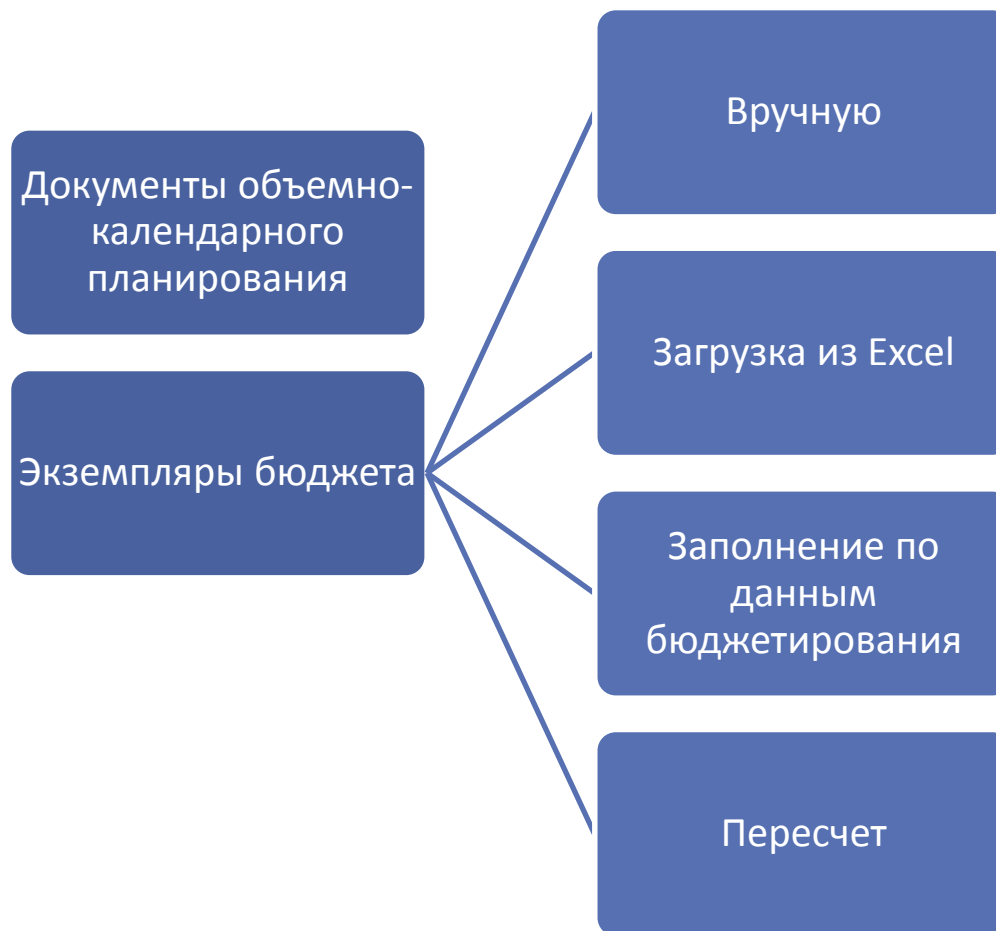 Документы объемно-
календарного
планирования
Экземпляры бюджета
Вручную
Загрузка из Excel
Заполнение по
данным
бюджетирования
Пересчет